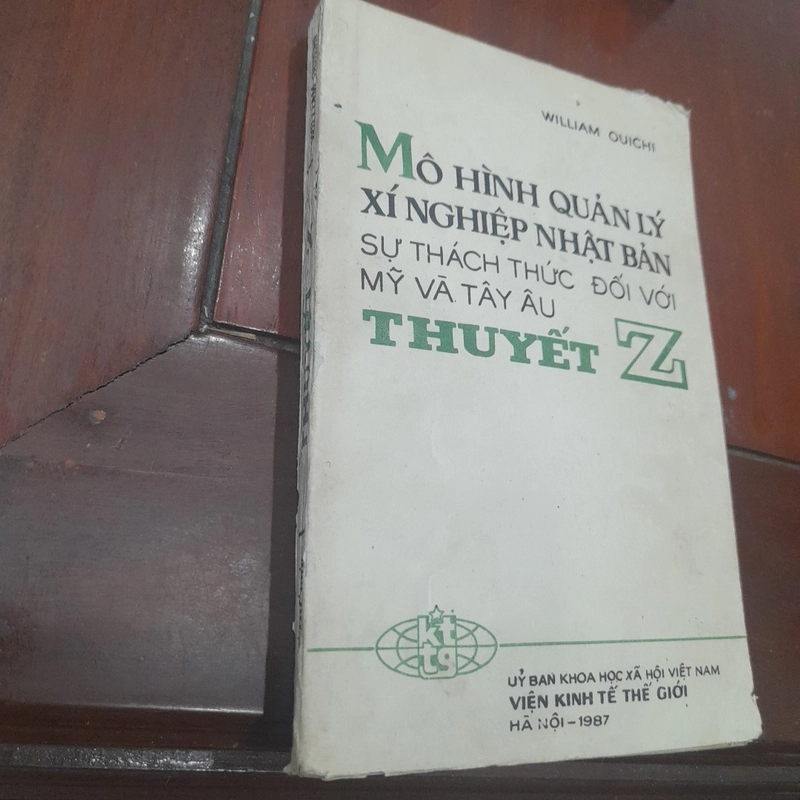 WILLIAM OUICHI
MÔ HÌNH QUẢN LÝ
XÍ NGHIỆP NHẬT BẢN
SỰ THÁCH THỨC ĐỐI VỚI
MỸ VÀ TÂY ÂU
THUYẾT Z
kt
tg
UỶ BAN KHOA HỌC XÃ HỘI VIỆT NAM
VIỆN KINH TẾ THẾ GIỚI
HÀ NỘI - 1987